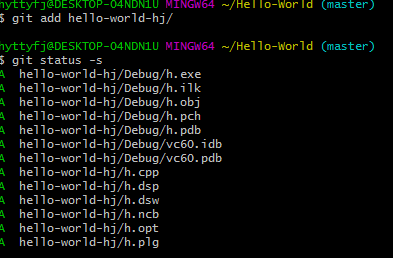 hyttyfj@DESKTOP-O4NDN1U MINGW64 ~/Hello-World (master)
$ git add hello-world-hj/
hyttyfj@DESKTOP-O4NDN1U MINGW64 ~/Hello-World (master)
$ git status -s
A hello-world-hj/Debug/h.exe
A hello-world-hj/Debug/h.ilk
A hello-world-hj/Debug/h.obj
A hello-world-hj/Debug/h.pch
A hello-world-hj/Debug/h.pdb
A hello-world-hj/Debug/vc60.idb
A hello-world-hj/Debug/vc60.pdb
A hello-world-hj/h.cpp
A hello-world-hj/h.dsp
A hello-world-hj/h.dsw
A hello-world-hj/h.ncb
A hello-world-hj/h.opt
A hello-world-hj/h.plg